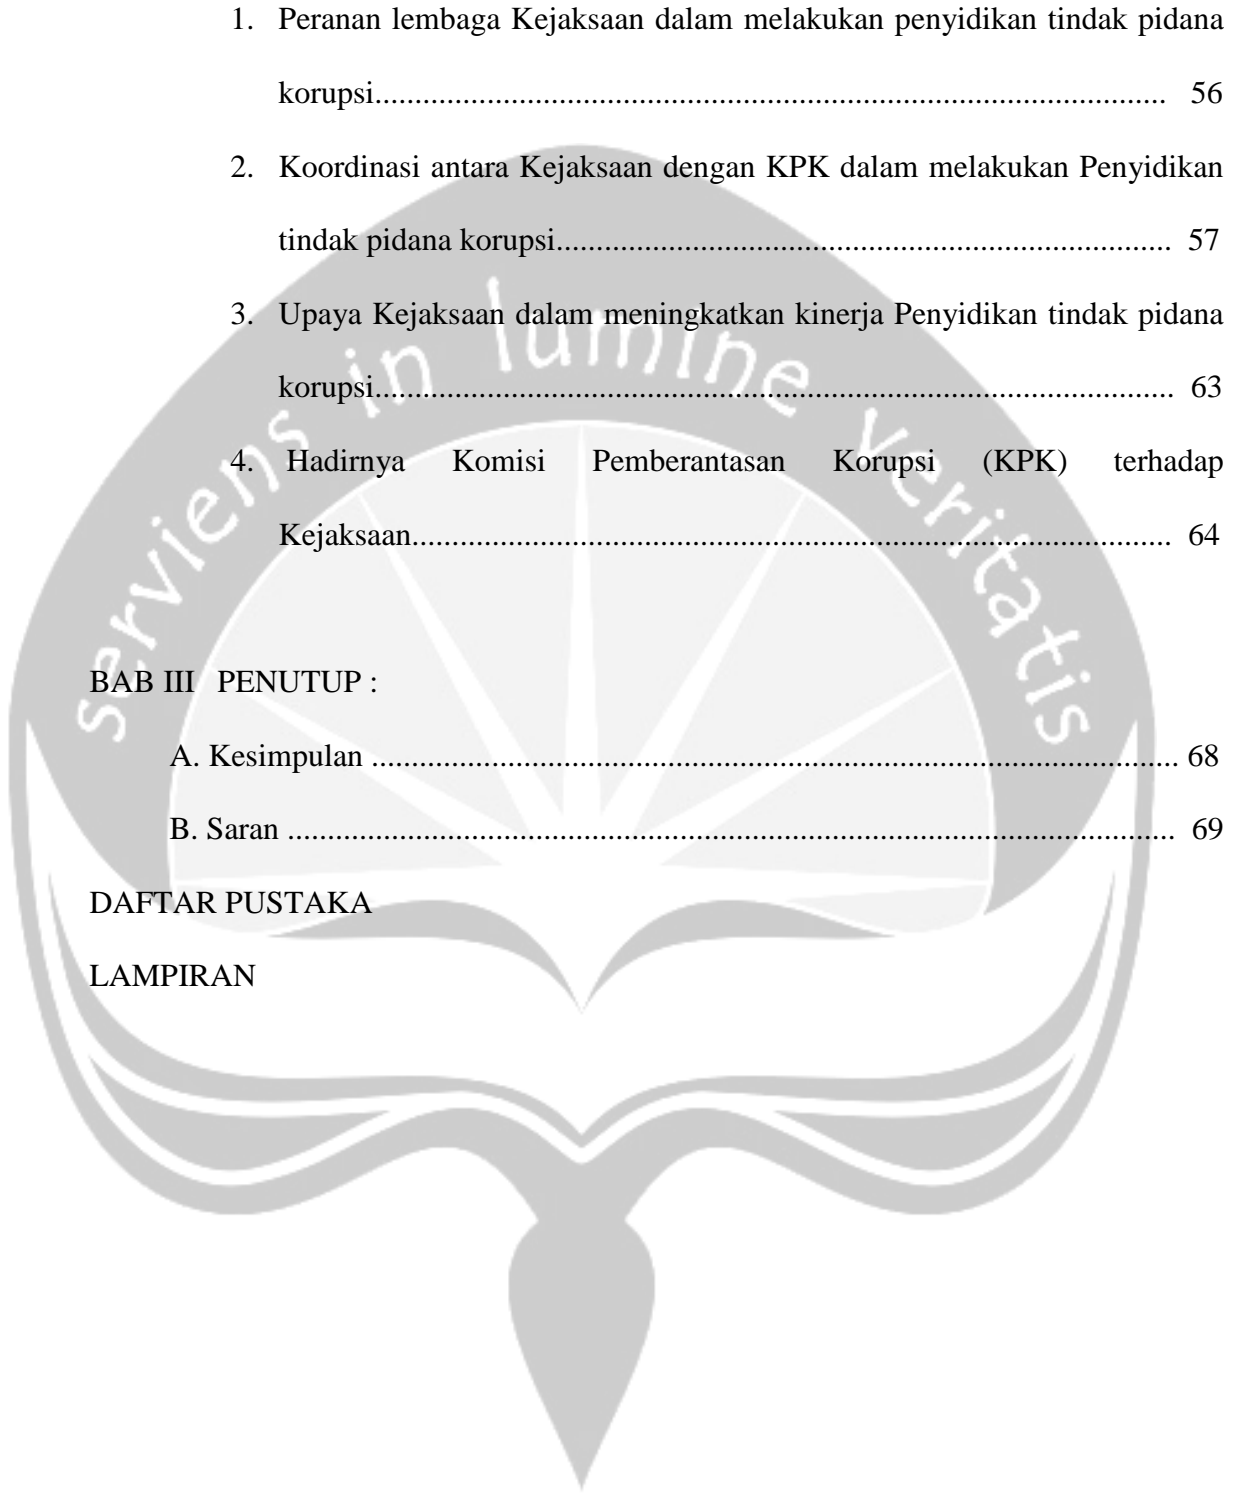 1. Peranan lembaga Kejaksaan dalam melakukan penyidikan tindak pidana
korupsi.................................................................................................. 56
2. Koordinasi antara Kejaksaan dengan KPK dalam melakukan Penyidikan
tindak pidana korupsi............................................................................ 57
3. Upaya Kejaksaan dalam meningkatkan kinerja Penyidikan tindak pidana
korupsi................................................................................................... 63
4. Hadirnya Komisi Pemberantasan Korupsi (KPK) terhadap
Kejaksaan.............................................................................................. 64
BAB III PENUTUP :
A. Kesimpulan .................................................................................................... 68
B. Saran .............................................................................................................. 69
DAFTAR PUSTAKA
LAMPIRAN
serviens in lumine veritatis